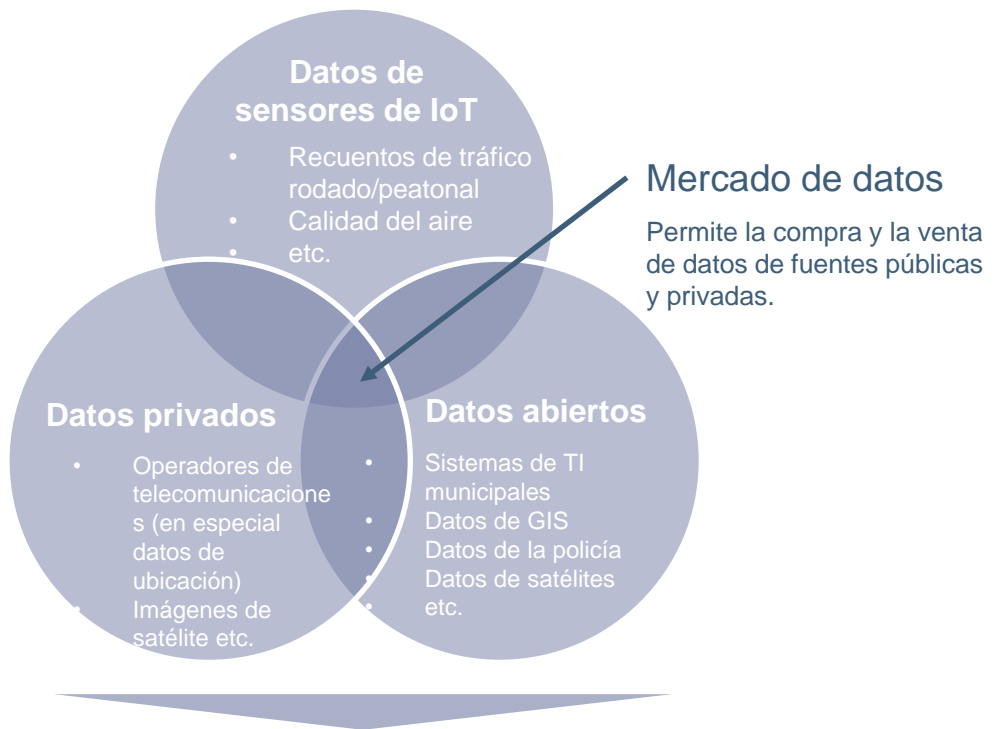 Datos de
sensores de IoT
• Recuentos de tráfico
rodado/peatonal
• Calidad del aire
• etc.
Mercado de datos
Permite la compra y la venta
de datos de fuentes públicas
y privadas.
Datos privados
• Operadores de
telecomunicacione
s (en especial
datos de
ubicación)
• Imágenes de
satélite etc.
Datos abiertos
• Sistemas de TI
municipales
• Datos de GIS
• Datos de la policía
• Datos de satélites
• etc.